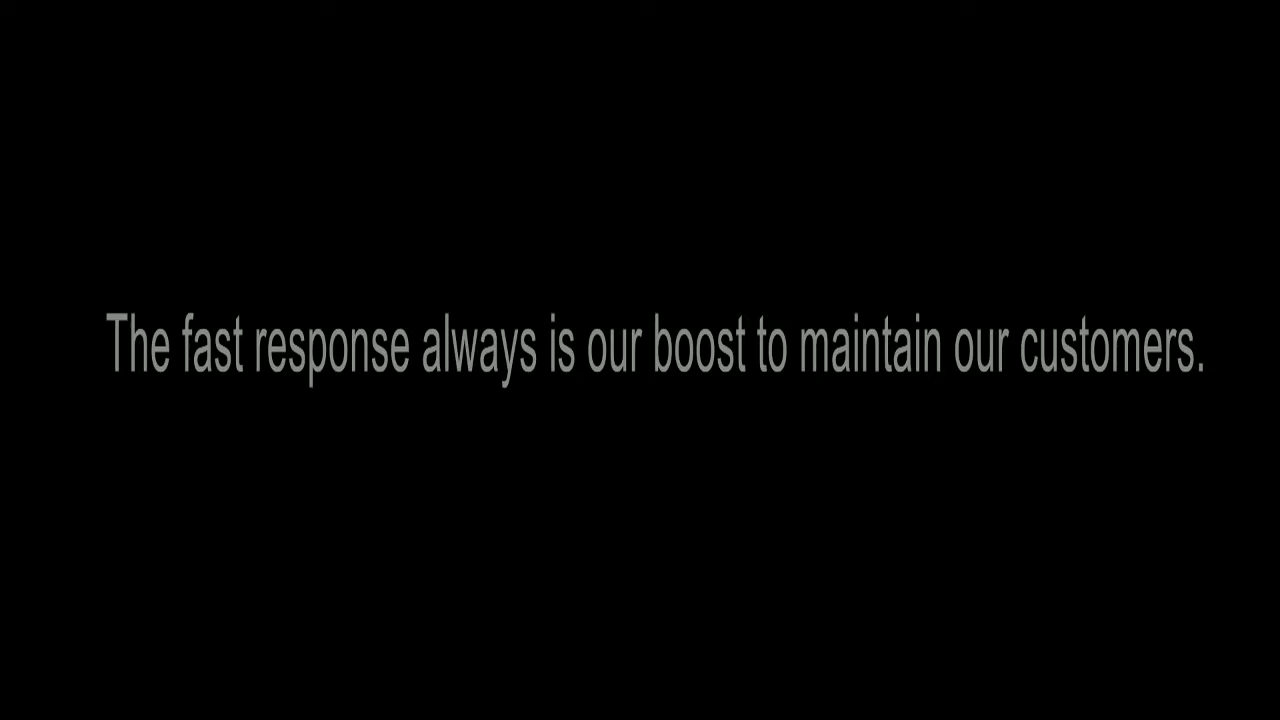 The fast response always is our boost to maintain our customers.